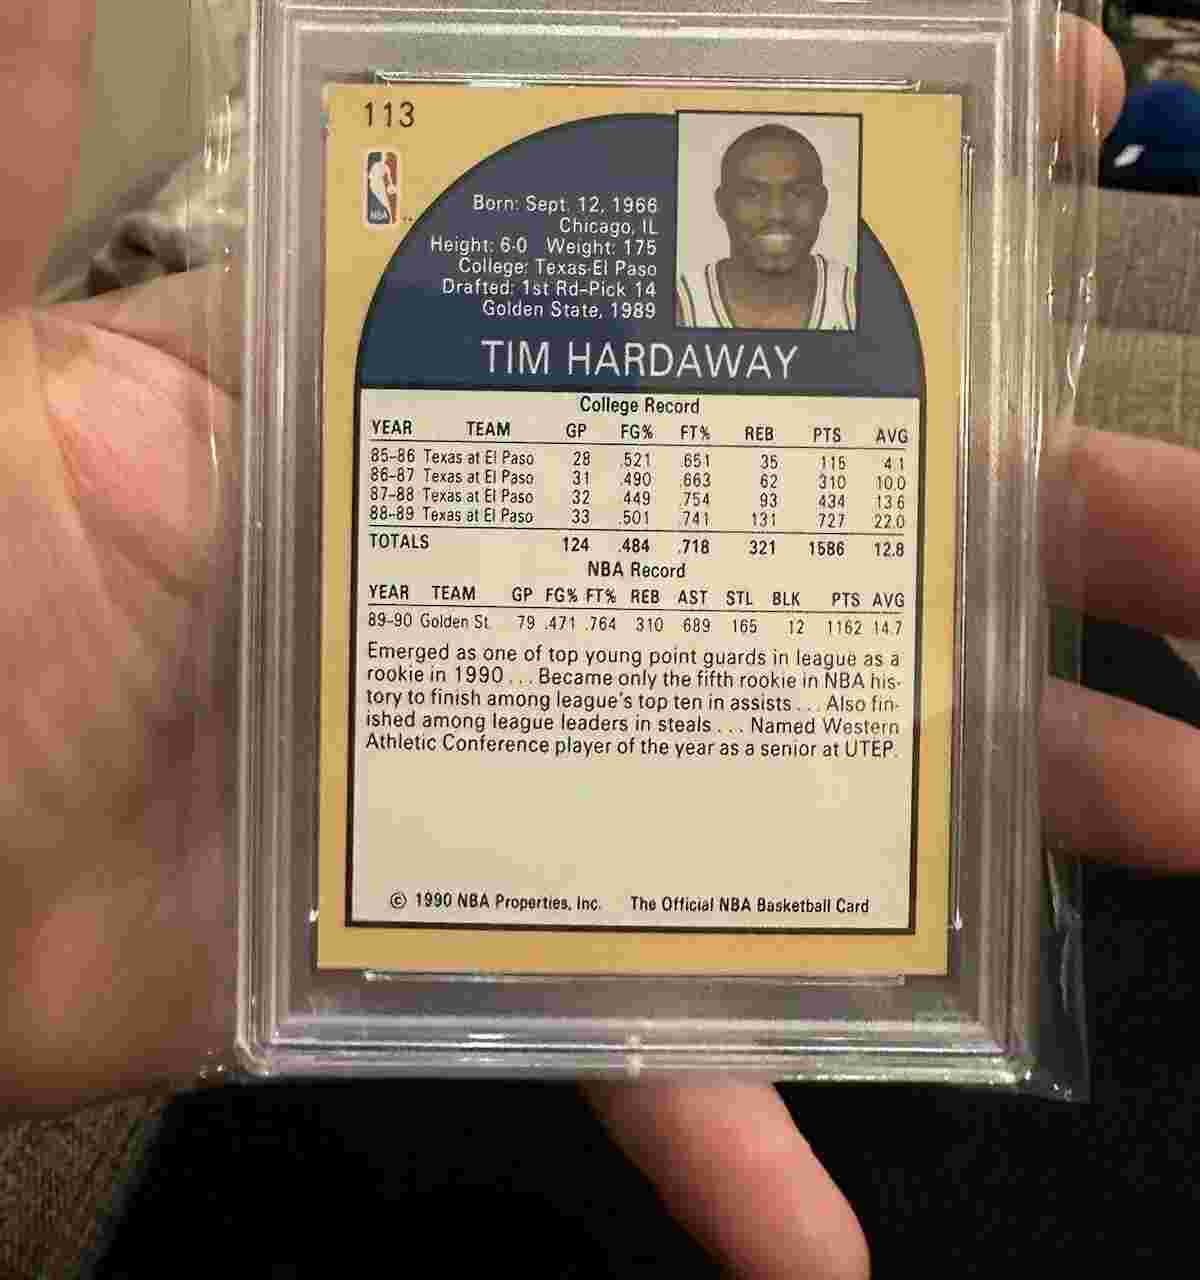 113
NBA
Born: Sept. 12, 1966
Chicago, IL
Height: 6-0 Weight: 175
College: Texas-El Paso
Drafted: 1st Rd-Pick 14
Golden State, 1989
TIM HARDAWAY
College Record
YEAR TEAM GP FG% FT% REB PTS AVG
85-86 Texas at El Paso 28 .521 .651 35 115 4.1
86-87 Texas at El Paso 31 .490 .663 62 310 10.0
87-88 Texas at El Paso 32 .449 .754 93 434 13.6
88-89 Texas at El Paso 33 .501 .741 131 727 22.0
TOTALS 124 .484 .718 321 1586 12.8
NBA Record
YEAR TEAM GP FG% FT% REB AST STL BLK PTS AVG
89-90 Golden St. 79 .471 .764 310 689 165 12 1162 14.7
Emerged as one of top young point guards in league as a
rookie in 1990 . . . Became only the fifth rookie in NBA his-
tory to finish among league's top ten in assists . . . Also fin-
ished among league leaders in steals . . . Named Western
Athletic Conference player of the year as a senior at UTEP.
© 1990 NBA Properties, Inc. The Official NBA Basketball Card